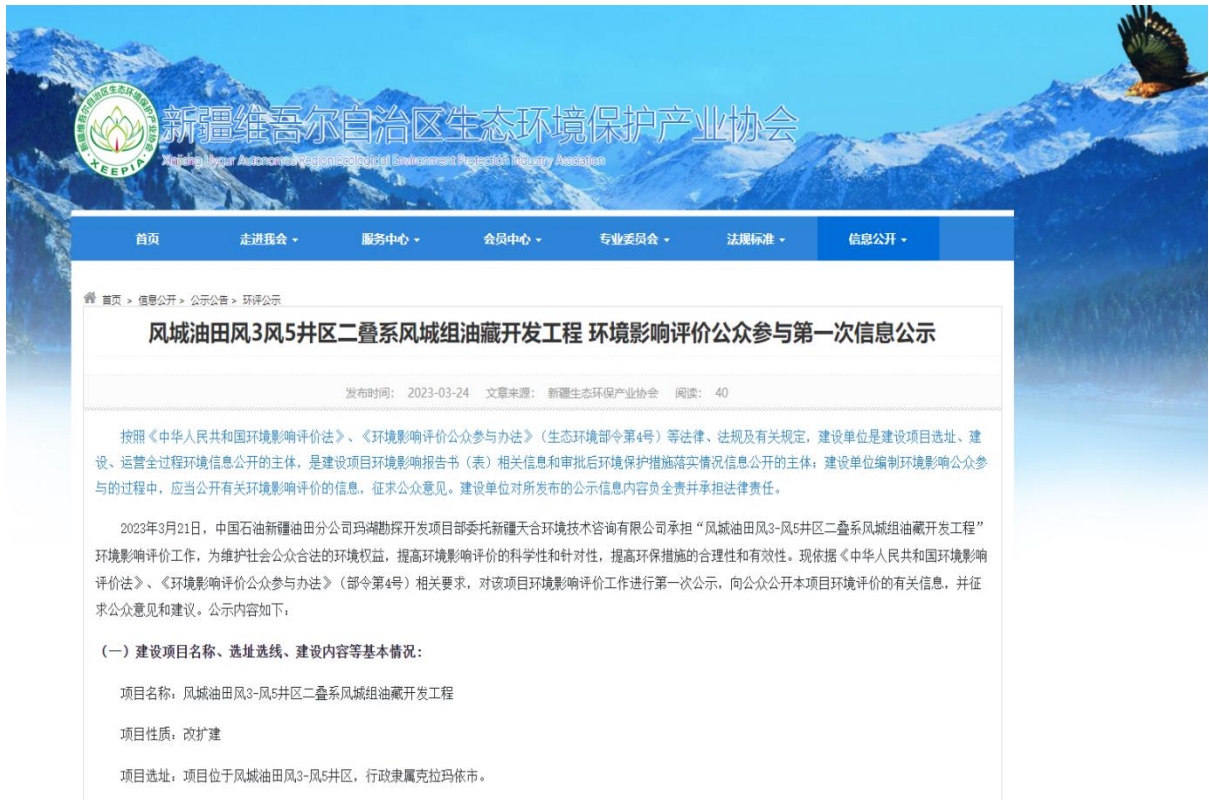 新疆维吾尔自治区生态环境保护产业协会
Xinjiang Uygur Autonomous Region Ecological Environment Protection Industry Assoiation
新疆维吾尔自治区生态环境保护产业协会
XEEPIA
首页 走进我会 服务中心 会员中心 专业委员会 法规标准 信息公开
首页 > 信息公开 > 公示公告 > 环评公示
风城油田风3风5井区二叠系风城组油藏开发工程 环境影响评价公众参与第一次信息公示
发布时间： 2023-03-24 文章来源： 新疆生态环保产业协会 阅读： 40
按照《中华人民共和国环境影响评价法》、《环境影响评价公众参与办法》（生态环境部令第4号）等法律、法规及有关规定，建设单位是建设项目选址、建
设、运营全过程环境信息公开的主体，是建设项目环境影响报告书（表）相关信息和审批后环境保护措施落实情况信息公开的主体；建设单位编制环境影响公众参
与的过程中，应当公开有关环境影响评价的信息，征求公众意见。建设单位对所发布的公示信息内容负全责并承担法律责任。
2023年3月21日，中国石油新疆油田分公司玛湖勘探开发项目部委托新疆天合环境技术咨询有限公司承担“风城油田风3-风5井区二叠系风城组油藏开发工程”
环境影响评价工作，为维护社会公众合法的环境权益，提高环境影响评价的科学性和针对性，提高环保措施的合理性和有效性。现依据《中华人民共和国环境影响
评价法》、《环境影响评价公众参与办法》（部令第4号）相关要求，对该项目环境影响评价工作进行第一次公示，向公众公开本项目环境评价的有关信息，并征
求公众意见和建议。公示内容如下：
（一）建设项目名称、选址选线、建设内容等基本情况：
项目名称：风城油田风3-风5井区二叠系风城组油藏开发工程
项目性质：改扩建
项目选址：项目位于风城油田风3-风5井区，行政隶属克拉玛依市。